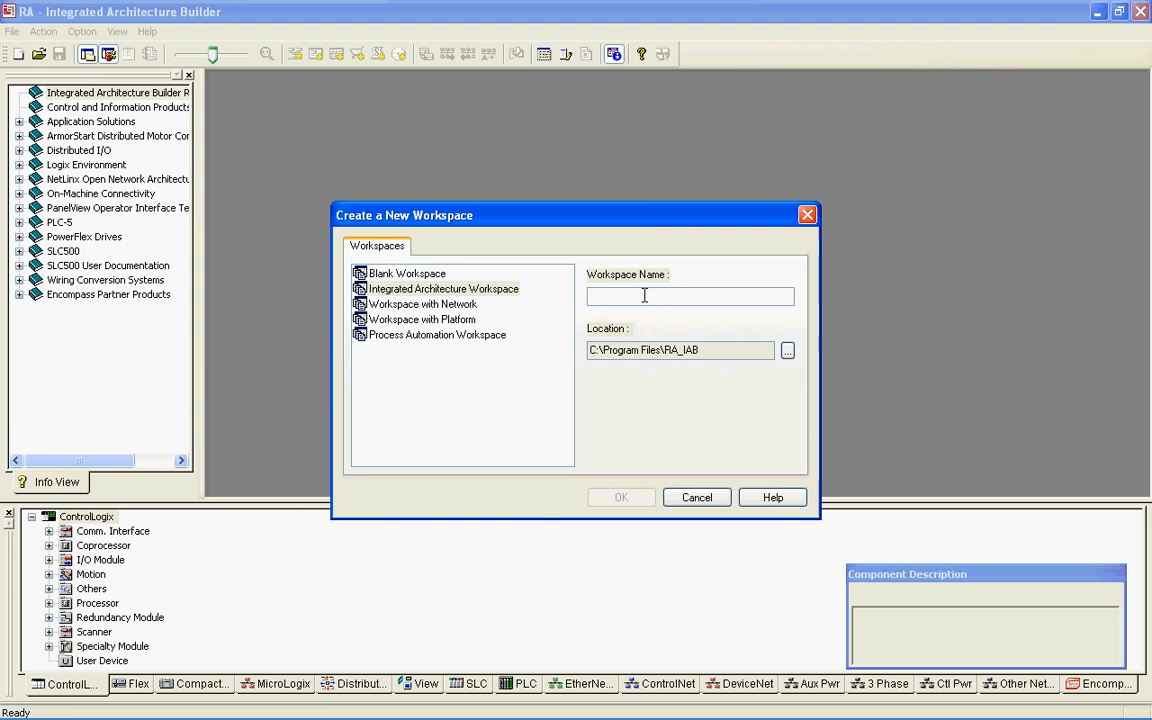 RA - Integrated Architecture Builder
File Action Option View Help
Integrated Architecture Builder R
Control and Information Products
Application Solutions
ArmorStart Distributed Motor Cor
Distributed I/O
Logix Environment
NetLinx Open Network Architectu
On-Machine Connectivity
PanelView Operator Interface Te
PLC-5
PowerFlex Drives
SLC500
SLC500 User Documentation
Wiring Conversion Systems
Encompass Partner Products
Info View
Create a New Workspace
Workspaces
Blank Workspace
Integrated Architecture Workspace
Workspace with Network
Workspace with Platform
Process Automation Workspace
Workspace Name :
Location :
C:\Program Files\RA_IAB
...
OK Cancel Help
ControlLogix
Comm. Interface
Coprocessor
I/O Module
Motion
Others
Processor
Redundancy Module
Scanner
Specialty Module
User Device
Component Description
ControlL... Flex Compact... MicroLogix Distribut... View SLC PLC EtherNe... ControlNet DeviceNet Aux Pwr 3 Phase Ctl Pwr Other Net... Encomp...
Ready